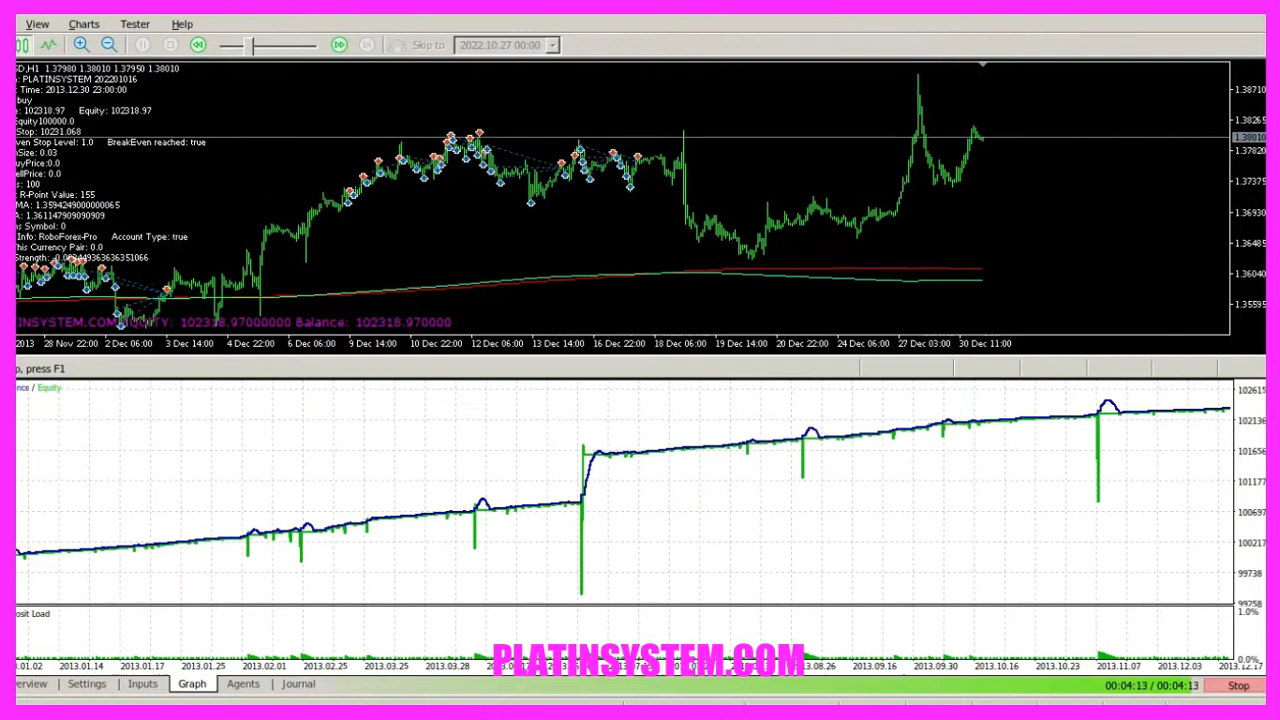 View Charts Tester Help
Skip to 2022.10.27 00:00
D,H1 1.37980 1.38010 1.37950 1.38010
: PLATINSYSTEM 202201016
Time: 2013.12.30 23:00:00
buy
: 102318.97 Equity: 102318.97
Equity100000.0
Stop: 10231.068
ven Stop Level: 1.0 BreakEven reached: true
Size: 0.03
uyPrice:0.0
ellPrice: 0.0
s: 100
R-Point Value: 155
MA: 1.3594290000000065
A: 1.361147909090909
ns Symbol: 0
n: RoboForex-Pro Account Type: true
This Currency Pair: 0.0
INSYSTEM.COM EQUITY: 102318.97000000 Balance: 102318.970000
1.38710
1.38265
1.38010
1.37820
1.37375
1.36930
1.36485
1.36040
1.35595
2013 28 Nov 22:00 2 Dec 06:00 3 Dec 14:00 4 Dec 22:00 6 Dec 06:00 9 Dec 14:00 10 Dec 22:00 12 Dec 06:00 13 Dec 14:00 16 Dec 22:00 18 Dec 06:00 19 Dec 14:00 20 Dec 22:00 24 Dec 06:00 27 Dec 03:00 30 Dec 11:00
p, press F1
nce / Equity
102615
102136
101656
101177
100697
100217
99738
99258
osit Load
1.0%
0.0%
.01.02 2013.01.14 2013.01.17 2013.01.25 2013.02.01 2013.02.25 2013.03.25 2013.03.28 2013.08.26 2013.09.16 2013.09.30 2013.10.16 2013.10.23 2013.11.07 2013.12.03 2013.12.17
PLATINSYSTEM.COM
erview Settings Inputs Graph Agents Journal 00:04:13 / 00:04:13 Stop